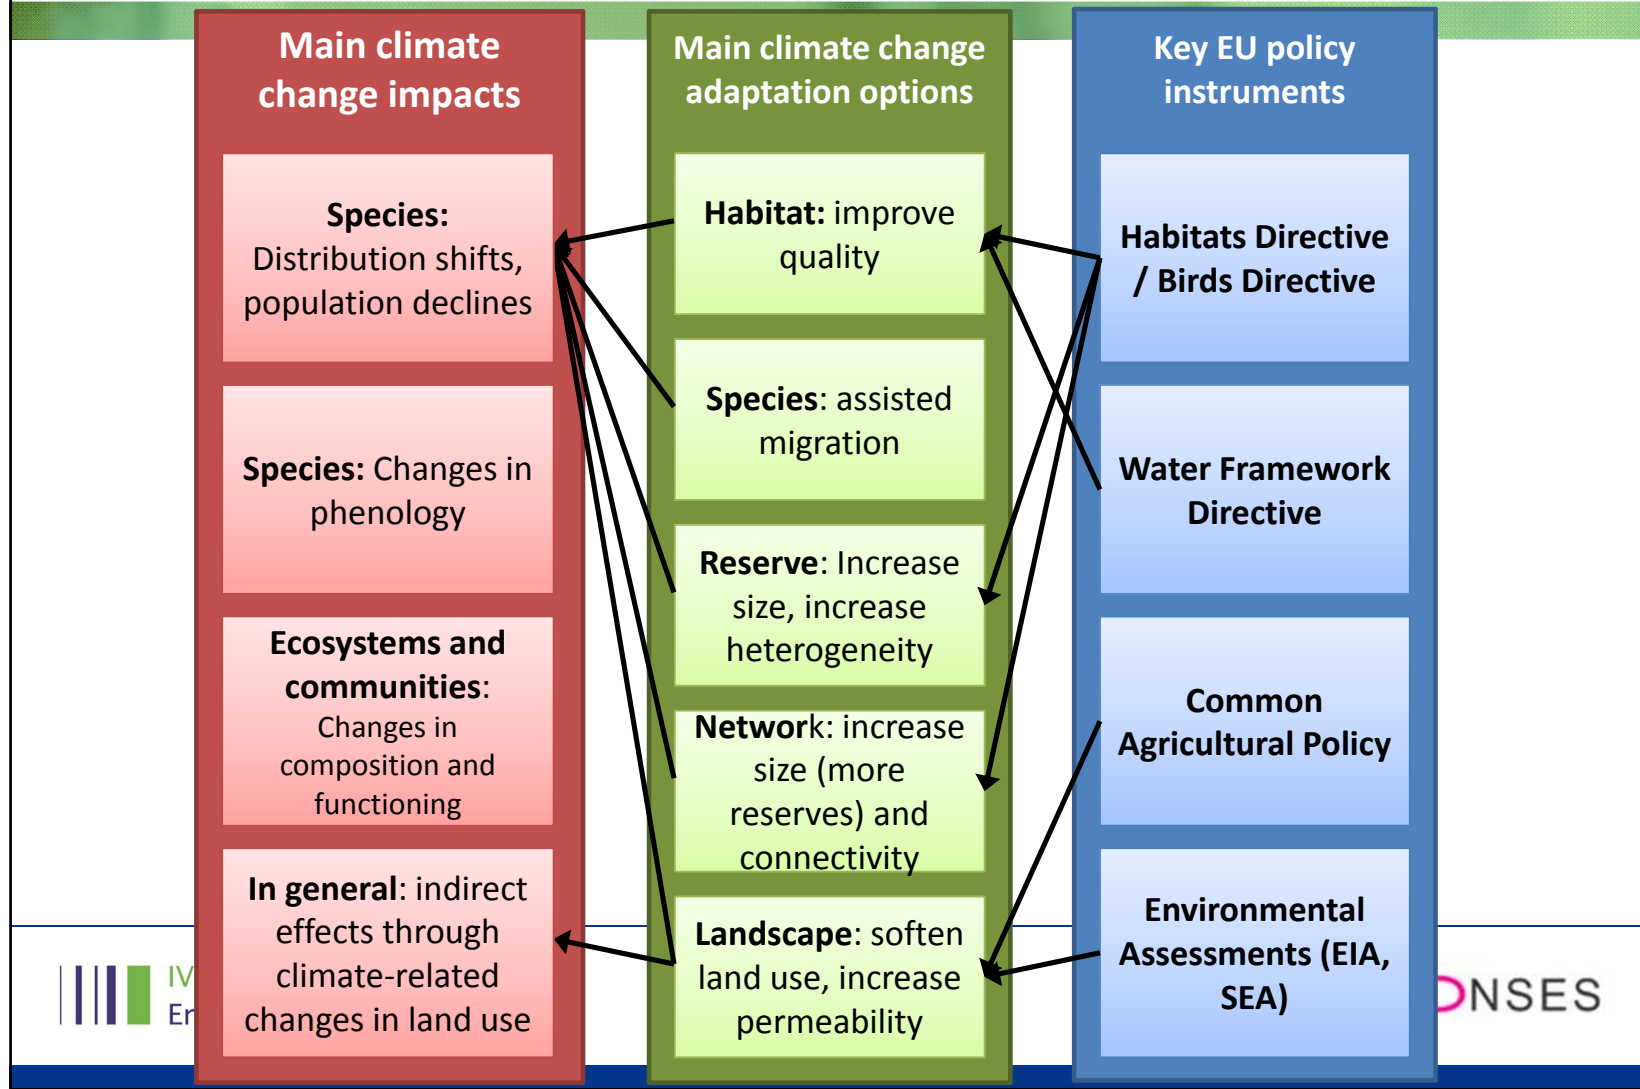 Main climate
change impacts
Species:
Distribution shifts,
population declines
Species: Changes in
phenology
Ecosystems and
communities:
Changes in
composition and
functioning
In general: indirect
effects through
climate-related
changes in land use
Main climate change
adaptation options
Habitat: improve
quality
Species: assisted
migration
Reserve: Increase
size, increase
heterogeneity
Network: increase
size (more
reserves) and
connectivity
Landscape: soften
land use, increase
permeability
Key EU policy
instruments
Habitats Directive
/ Birds Directive
Water Framework
Directive
Common
Agricultural Policy
Environmental
Assessments (EIA,
SEA)